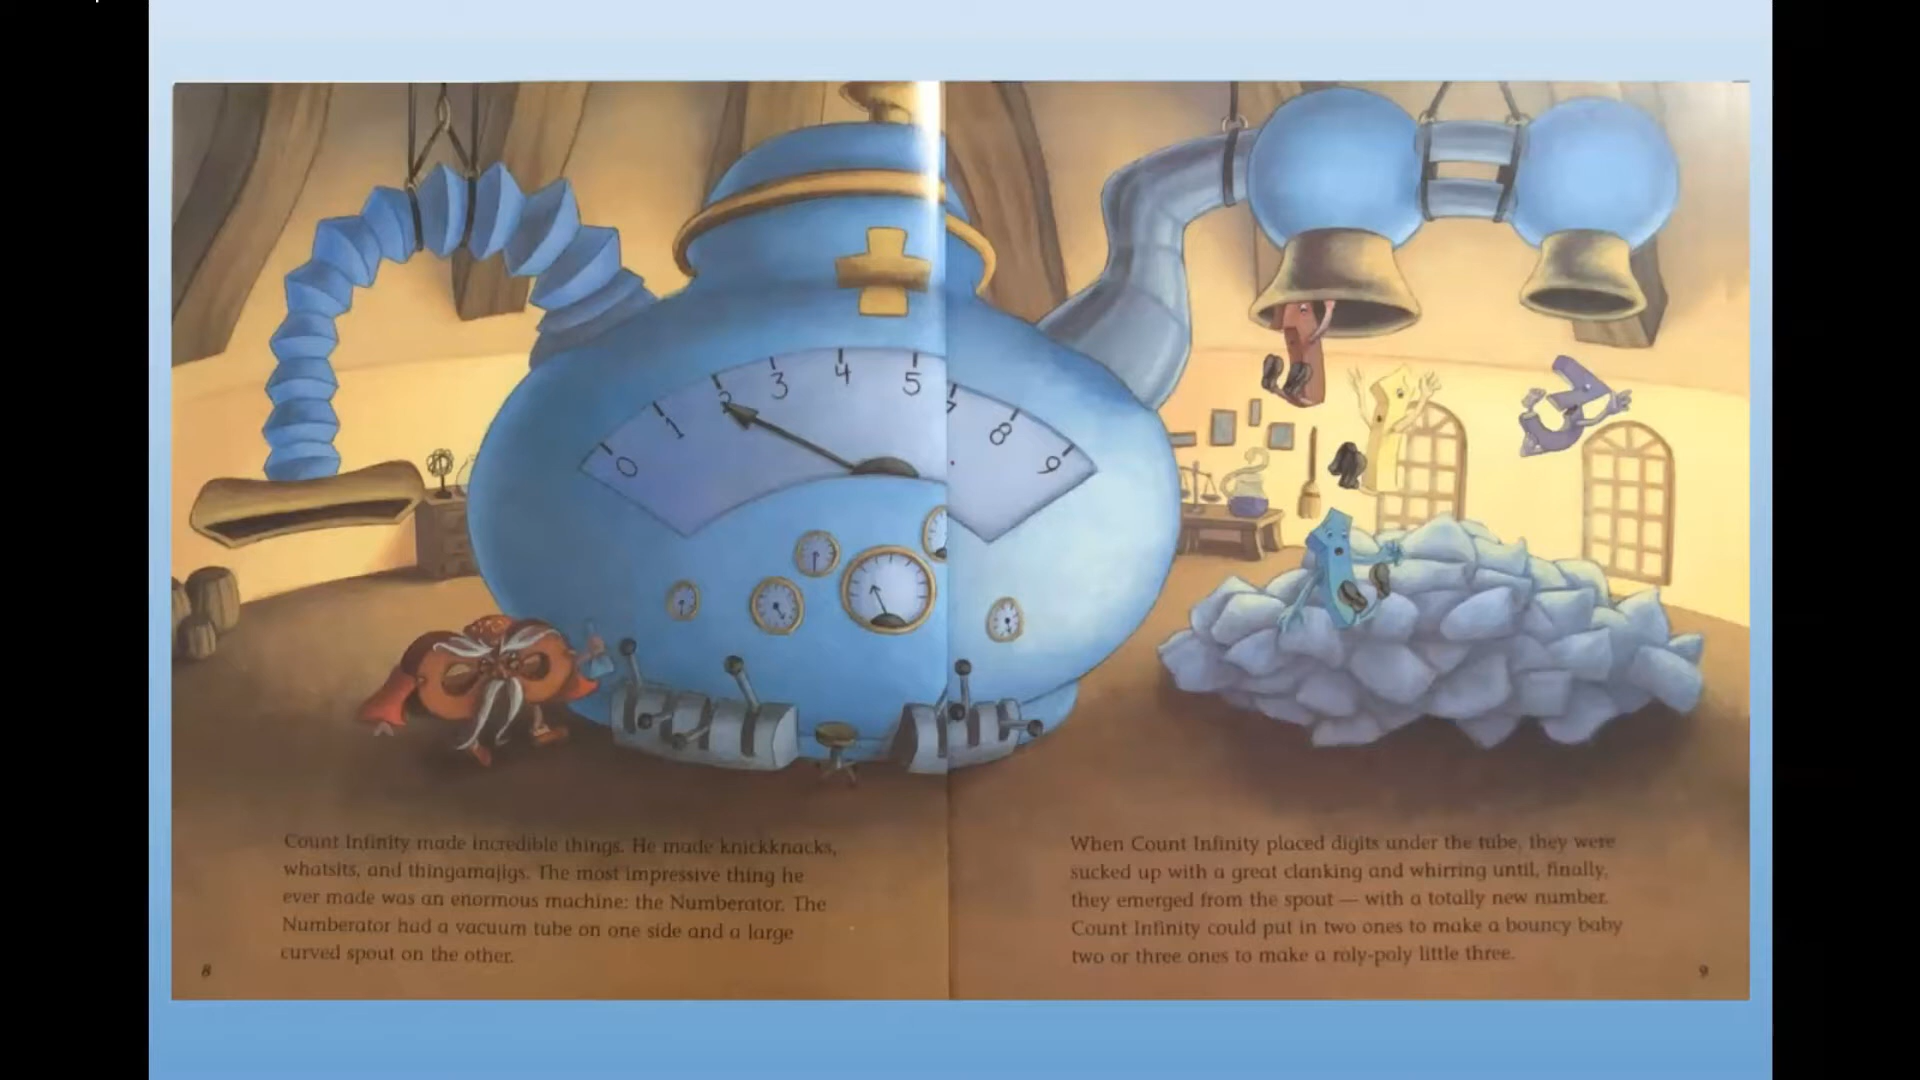 0 1 2 3 4 5 7 8 9
Count Infinity made incredible things. He made knickknacks,
whatsits, and thingamajigs. The most impressive thing he
ever made was an enormous machine: the Numberator. The
Numberator had a vacuum tube on one side and a large
curved spout on the other.
8
When Count Infinity placed digits under the tube, they were
sucked up with a great clanking and whirring until, finally,
they emerged from the spout — with a totally new number.
Count Infinity could put in two ones to make a bouncy baby
two or three ones to make a roly-poly little three.
9